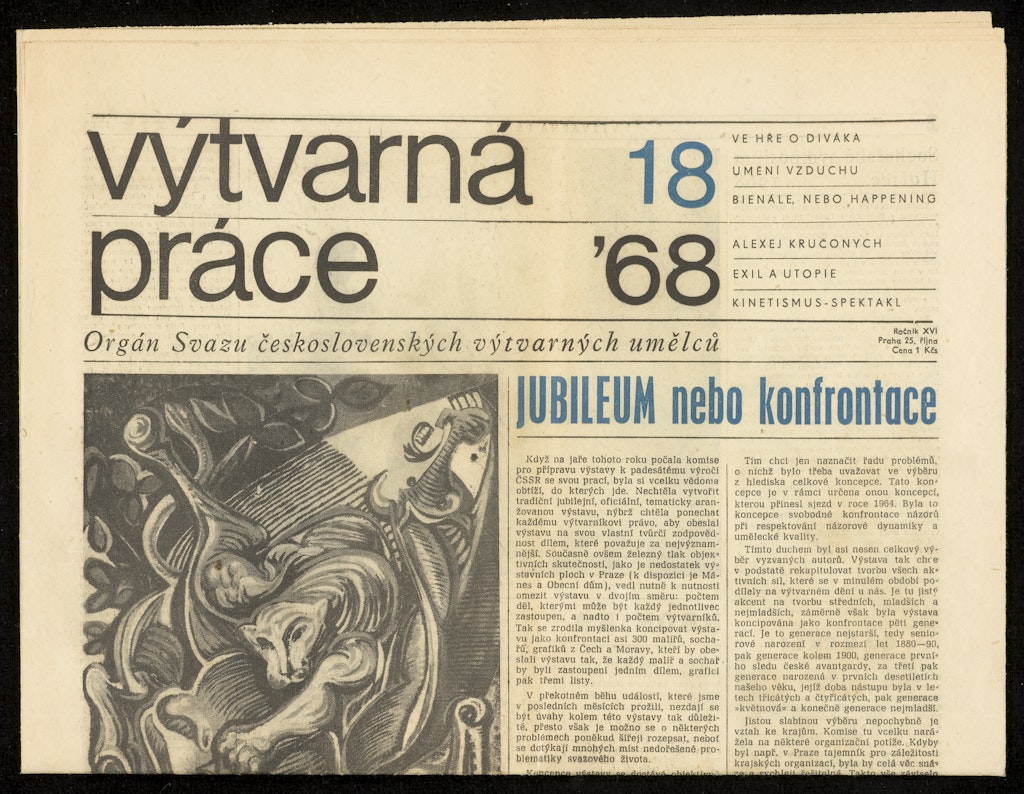 výtvarná
práce
18
'68
VE HŘE O DIVÁKA
UMĚNÍ VZDUCHU
BIENÁLE, NEBO HAPPENING
ALEXEJ KRUČONYCH
EXIL A UTOPIE
KINETISMUS-SPEKTAKL
Orgán Svazu československých výtvarných umělců
Ročník XVI
Praha 25. října
Cena 1 Kčs
JUBILEUM nebo konfrontace
Když na jaře tohoto roku počala komise
pro přípravu výstavy k padesátému výročí
ČSSR se svou prací, byla si vcelku vědoma
obtíží, do kterých jde. Nechtěla vytvořit
tradiční jubilejní, oficiální, tematicky aran-
žovanou výstavu, nýbrž chtěla ponechat
každému výtvarníkovi právo, aby obeslal
výstavu na svou vlastní tvůrčí zodpověd-
nost dílem, které považuje za nejvýznam-
nější. Současně ovšem železný tlak objek-
tivních skutečností, jako je nedostatek vý-
stavních ploch v Praze (k dispozici je Má-
nes a Obecní dům), vedl nutně k nutnosti
omezit výstavu v dvojím směru: počtem
děl, kterými může být každý jednotlivec
zastoupen, a nadto i počtem výtvarníků.
Tak se zrodila myšlenka koncipovat výsta-
vu jako konfrontaci asi 300 malířů, socha-
řů, grafiků z Čech a Moravy, kteří by obe-
slali výstavu tak, že každý malíř a sochař
by byli zastoupeni jedním dílem, grafici
pak třemi listy.
V překotném běhu událostí, které jsme
v posledních měsících prožili, nezdají se
být úvahy kolem této výstavy tak důleži-
té, přesto však je možno se o některých
problémech poněkud šířeji rozepsat, neboť
se dotýkají mnohých míst nedořešené pro-
blematiky svazového života.
Koncepce výstavy se dostává objektivn
Tím chci jen naznačit řadu problémů,
o nichž bylo třeba uvažovat ve výběru
z hlediska celkové koncepce. Tato kon-
cepce je v rámci určena onou koncepcí,
kterou přinesl sjezd v roce 1964. Byla to
koncepce svobodné konfrontace názorů
při respektování názorové dynamiky a
umělecké kvality.
Tímto duchem byl asi nesen celkový vý-
běr vyzvaných autorů. Výstava tak chce
v podstatě rekapitulovat tvorbu všech ak-
tivních sil, které se v minulém období po-
dílely na výtvarném dění u nás. Je tu jistý
akcent na tvorbu středních, mladších a
nejmladších, záměrně však byla výstava
koncipována jako konfrontace pěti gene-
rací. Je to generace nejstarší, tedy senio-
rové narození v rozmezí let 1880—90,
pak generace kolem 1900, generace první-
ho sledu české avantgardy, za třetí pak
generace narozená v prvních desetiletích
našeho věku, jejíž doba nástupu byla v le-
tech třicátých a čtyřicátých, pak generace
»květnová« a konečně generace nejmladší.
Jistou slabinou výběru nepochybně je
vztah ke krajům. Komise tu vcelku nará-
žela na některé organizační potíže. Kdyby
byl např. v Praze tajemník pro záležitosti
krajských organizací, byla by celá věc sná-
ze a rychleji řešitelná. Takto vše záviselo